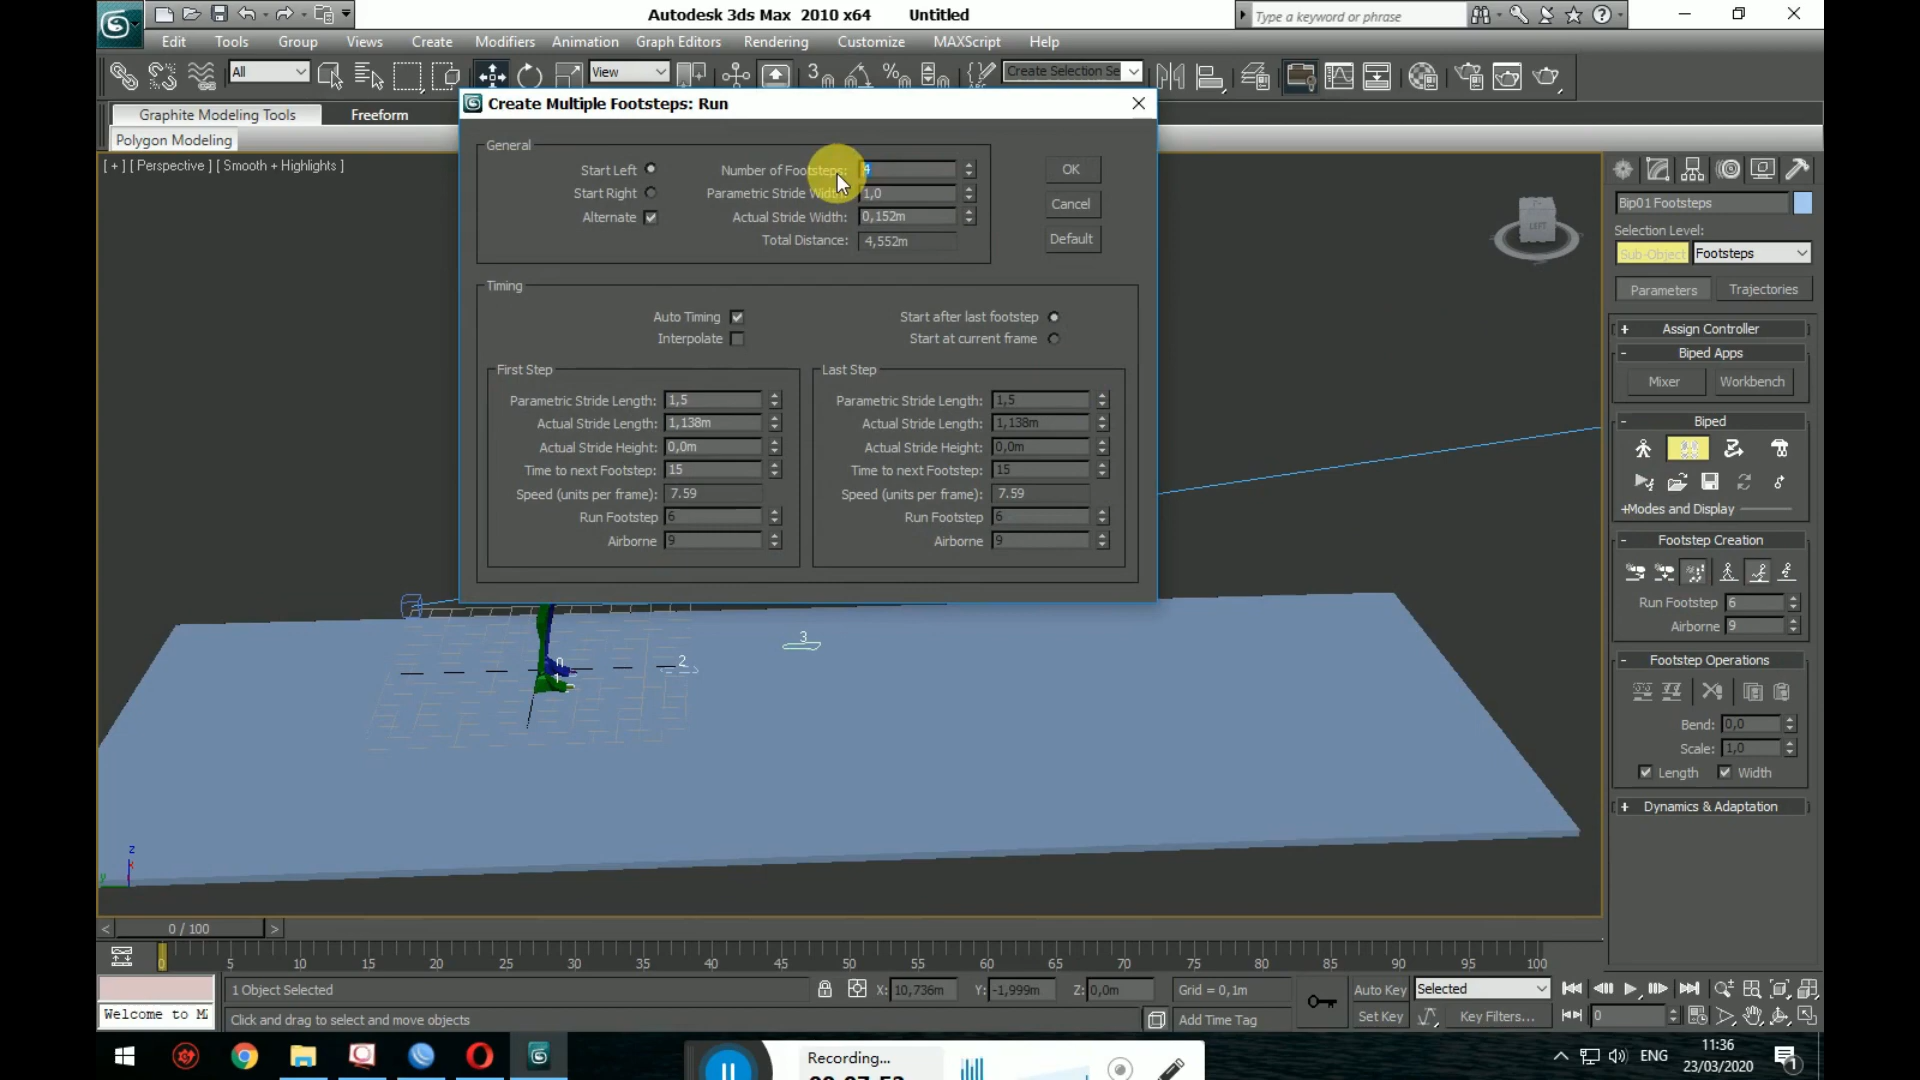 Autodesk 3ds Max 2010 x64 Untitled
Type a keyword or phrase
Edit Tools Group Views Create Modifiers Animation Graph Editors Rendering Customize MAXScript Help
All
View
Create Selection Se
Graphite Modeling Tools
Freeform
Polygon Modeling
[ + ] [ Perspective ] [ Smooth + Highlights ]
Create Multiple Footsteps: Run
General
Start Left
Start Right
Alternate
Number of Footsteps: 4
Parametric Stride Width: 1,0
Actual Stride Width: 0,152m
Total Distance: 4,552m
OK
Cancel
Default
Timing
Auto Timing
Interpolate
Start after last footstep
Start at current frame
First Step
Parametric Stride Length: 1,5
Actual Stride Length: 1,138m
Actual Stride Height: 0,0m
Time to next Footstep: 15
Speed (units per frame): 7.59
Run Footstep 6
Airborne 9
Last Step
Parametric Stride Length: 1,5
Actual Stride Length: 1,138m
Actual Stride Height: 0,0m
Time to next Footstep: 15
Speed (units per frame): 7.59
Run Footstep 6
Airborne 9
LEFT
3
2
0
z
x
y
Bip01 Footsteps
Selection Level:
Sub-Object Footsteps
Parameters Trajectories
+ Assign Controller
- Biped Apps
Mixer Workbench
- Biped
+Modes and Display
- Footstep Creation
Run Footstep 6
Airborne 9
- Footstep Operations
Bend: 0,0
Scale: 1,0
Length Width
+ Dynamics & Adaptation
< 0 / 100 >
0 5 10 15 20 25 30 35 40 45 50 55 60 65 70 75 80 85 90 95 100
1 Object Selected
X: 10,736m Y: -1,999m Z: 0,0m
Grid = 0,1m
Auto Key Selected
Welcome to M
Click and drag to select and move objects
Add Time Tag
Set Key
Key Filters...
0
Recording...
ENG
11:36
23/03/2020
1